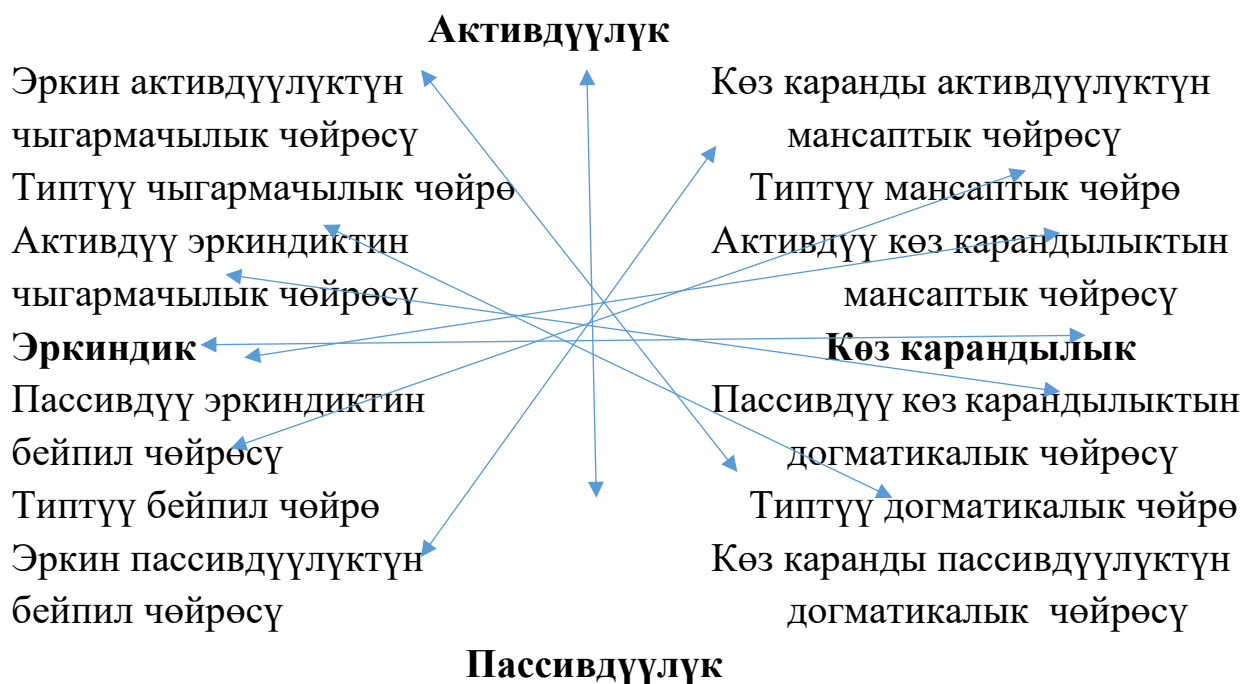 Активдүүлүк
Эркин активдүүлүктүн Көз каранды активдүүлүктүн
чыгармачылык чөйрөсү мансаптык чөйрөсү
Типтүү чыгармачылык чөйрө Типтүү мансаптык чөйрө
Активдүү эркиндиктин Активдүү көз карандылыктын
чыгармачылык чөйрөсү мансаптык чөйрөсү
Эркиндик Көз карандылык
Пассивдүү эркиндиктин Пассивдүү көз карандылыктын
бейпил чөйрөсү догматикалык чөйрөсү
Типтүү бейпил чөйрө Типтүү догматикалык чөйрө
Эркин пассивдүүлүктүн Көз каранды пассивдүүлүктүн
бейпил чөйрөсү догматикалык чөйрөсү
Пассивдүүлүк